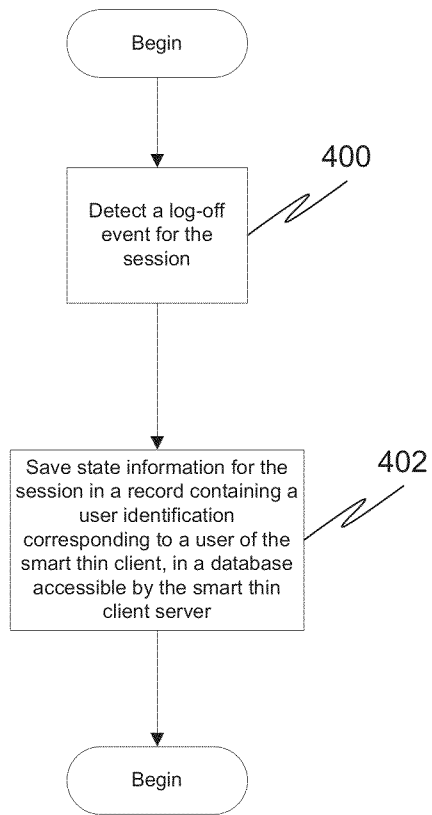 Begin
400
Detect a log-off
event for the
session
402
Save state information for the
session in a record containing a
user identification
corresponding to a user of the
smart thin client, in a database
accessible by the smart thin
client server
Begin